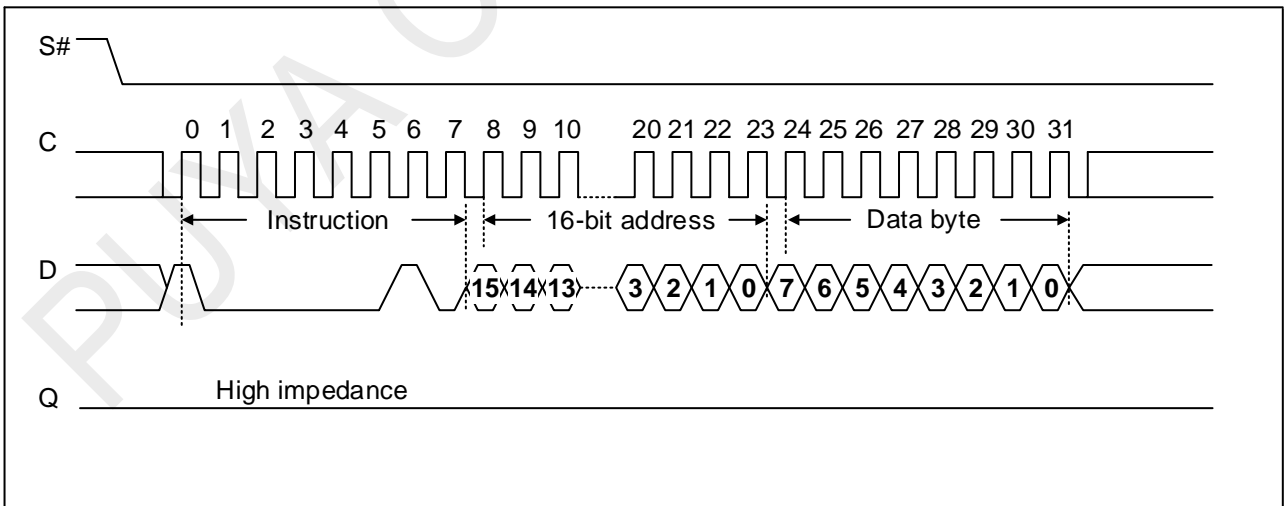 S#
0 1 2 3 4 5 6 7 8 9 10 20 21 22 23 24 25 26 27 28 29 30 31
C
Instruction 16-bit address Data byte
D
15 14 13 3 2 1 0 7 6 5 4 3 2 1 0
High impedance
Q
PUYA